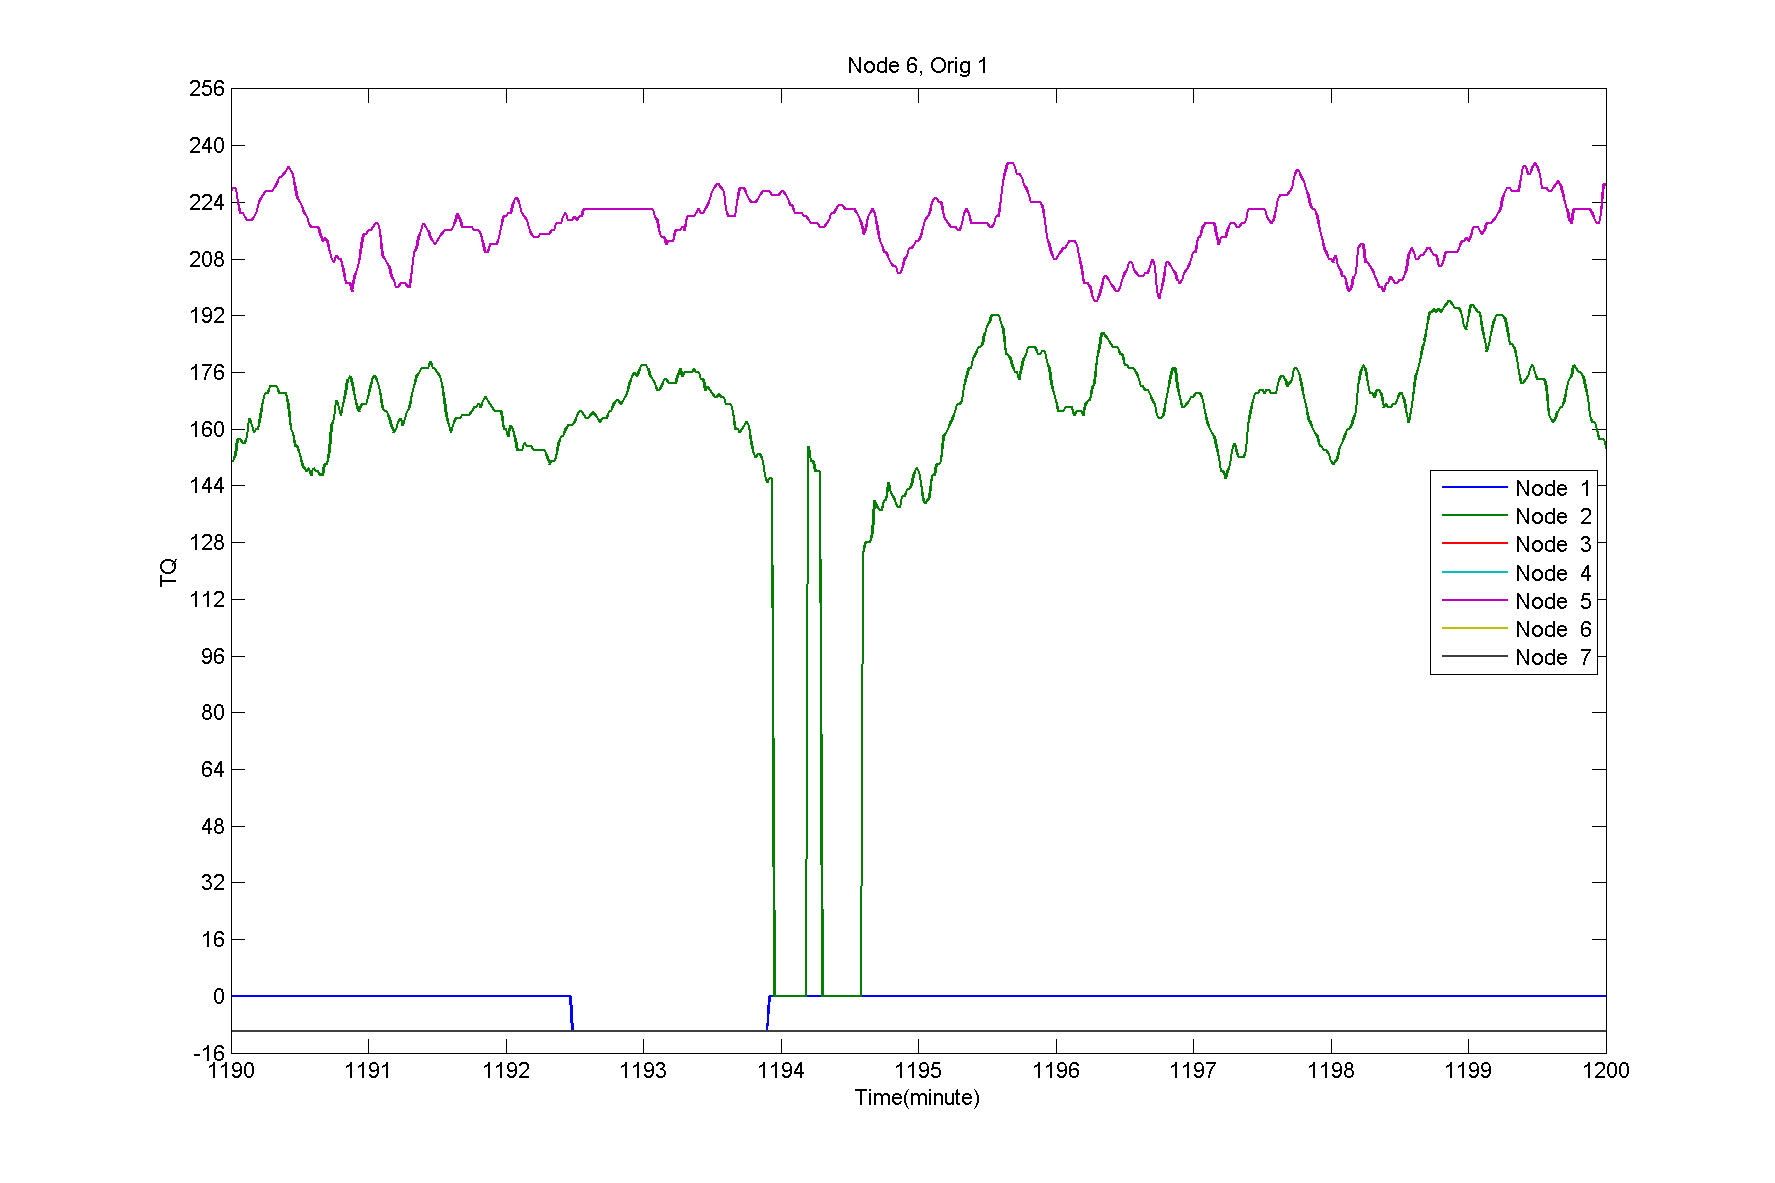 Node 6, Orig 1
256
240
224
208
192
176
160
144
128
112
96
80
64
48
32
16
0
-16
TQ
Node 1
Node 2
Node 3
Node 4
Node 5
Node 6
Node 7
1190 1191 1192 1193 1194 1195 1196 1197 1198 1199 1200
Time(minute)